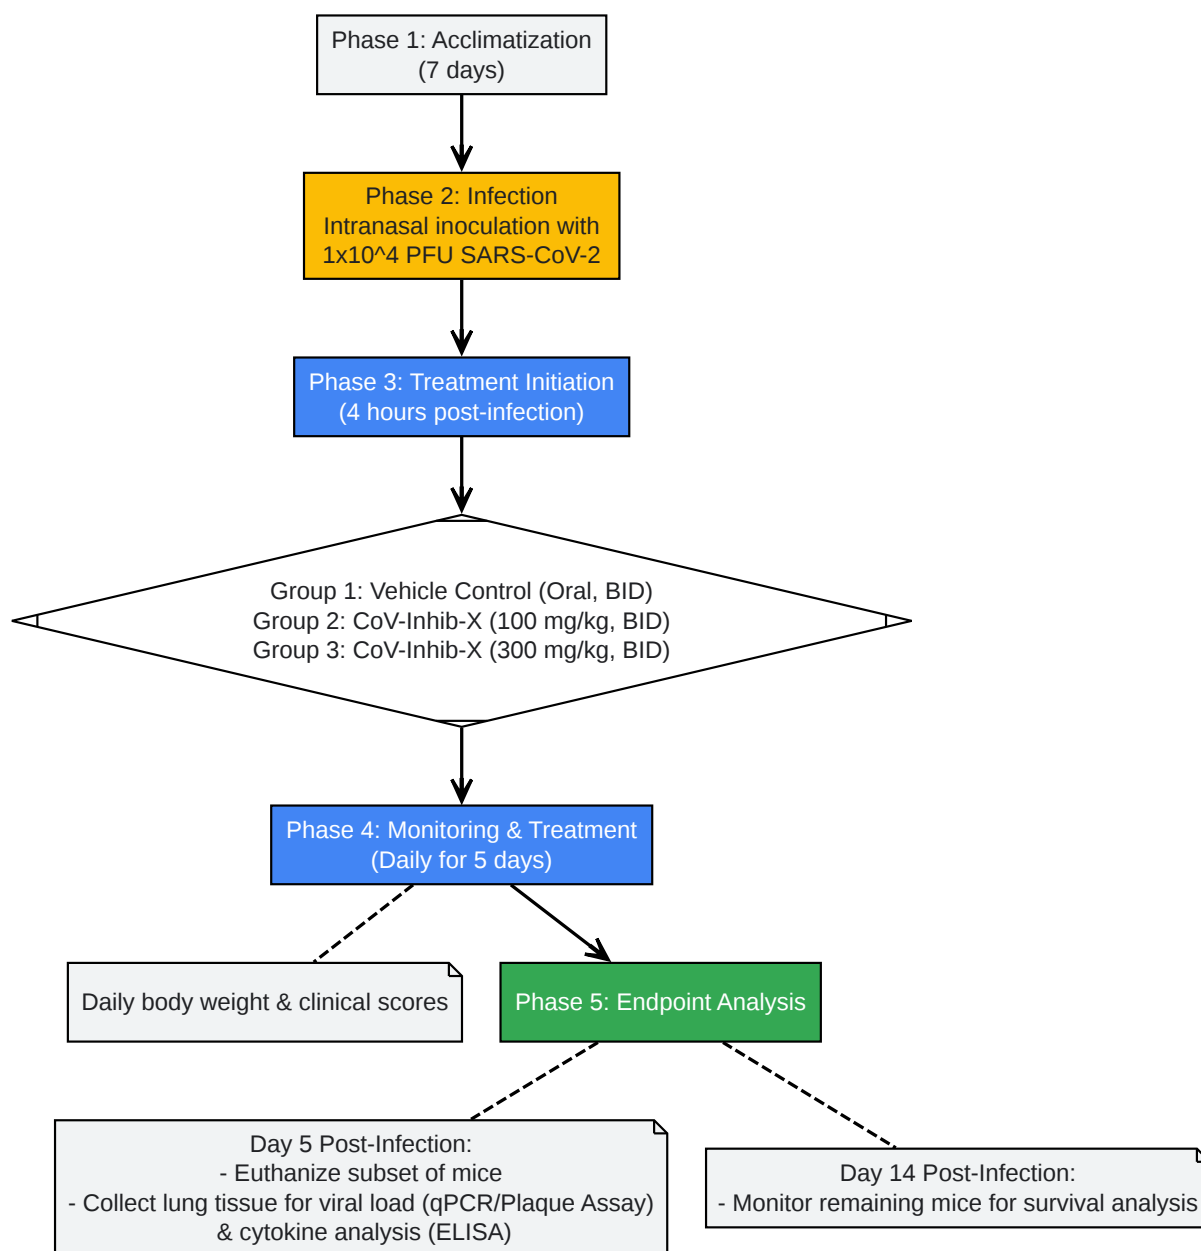 Phase 1: Acclimatization
(7 days)
Phase 2: Infection
Intranasal inoculation with
1x10^4 PFU SARS-CoV-2
Phase 3: Treatment Initiation
(4 hours post-infection)
Group 1: Vehicle Control (Oral, BID)
Group 2: CoV-Inhib-X (100 mg/kg, BID)
Group 3: CoV-Inhib-X (300 mg/kg, BID)
Phase 4: Monitoring & Treatment
(Daily for 5 days)
Daily body weight & clinical scores
Phase 5: Endpoint Analysis
Day 5 Post-Infection:
- Euthanize subset of mice
- Collect lung tissue for viral load (qPCR/Plaque Assay)
& cytokine analysis (ELISA)
Day 14 Post-Infection:
- Monitor remaining mice for survival analysis